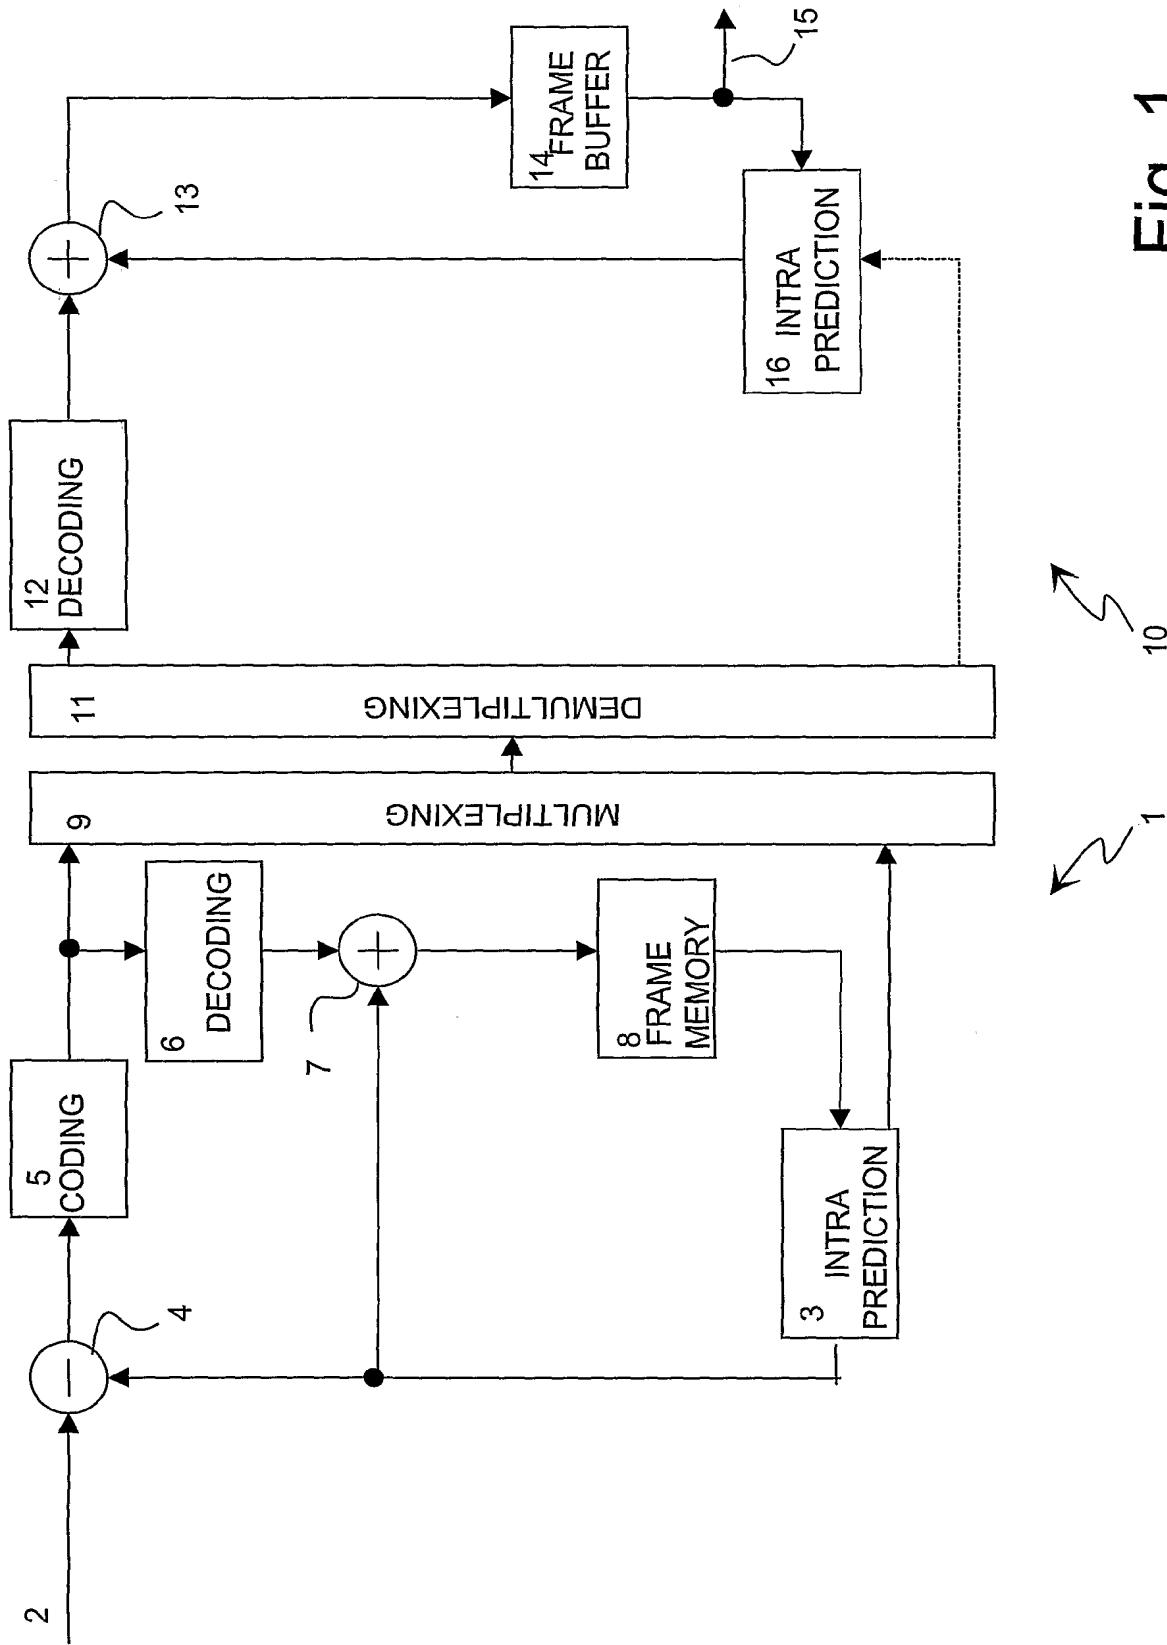 2
4
5
CODING
6
DECODING
7
8
FRAME
MEMORY
3
INTRA
PREDICTION
9
MULTIPLEXING
1
11
DEMULTIPLEXING
10
12
DECODING
13
14
FRAME
BUFFER
15
16
INTRA
PREDICTION
Fig. 1